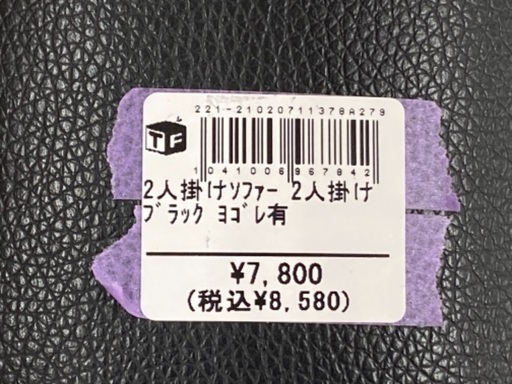 221-21020711378A279
TF
1041006967842
2人掛けソファー 2人掛け
ブラック ヨゴレ有
¥7,800
(税込¥8,580)